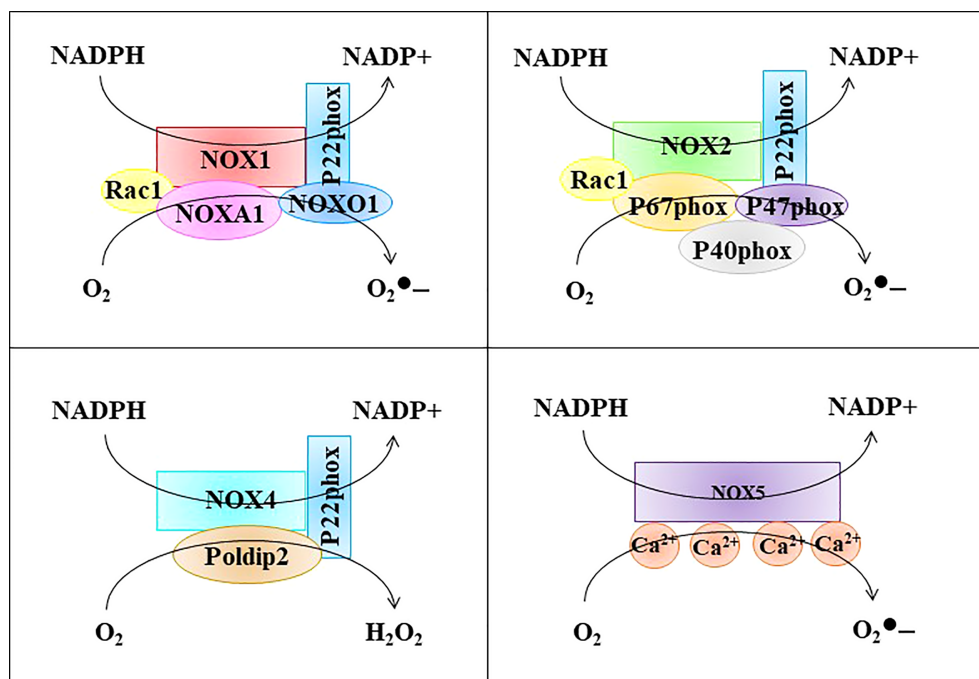 NADPH NADP+
P22phox
NOX1
Rac1
NOXA1 NOXO1
O₂ O₂•–
NADPH NADP+
P22phox
NOX2
Rac1
P67phox P47phox
P40phox
O₂ O₂•–
NADPH NADP+
P22phox
NOX4
Poldip2
O₂ H₂O₂
NADPH NADP+
NOX5
Ca²⁺ Ca²⁺ Ca²⁺ Ca²⁺
O₂ O₂•–